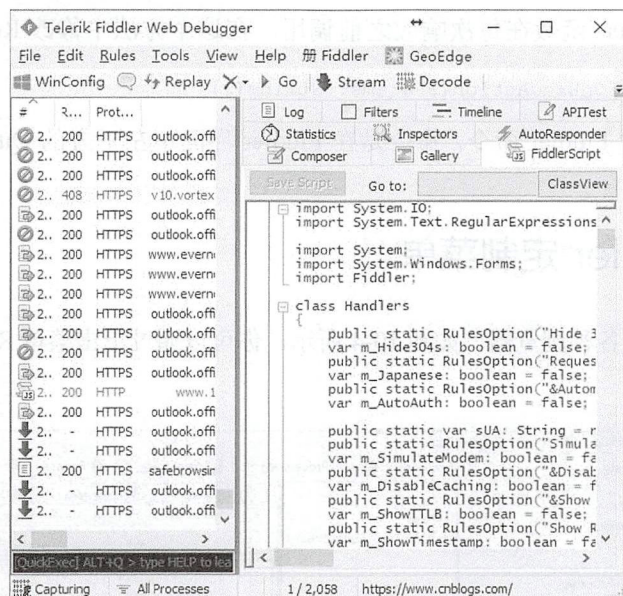 Telerik Fiddler Web Debugger
File Edit Rules Tools View Help Fiddler GeoEdge
WinConfig Replay Go Stream Decode
# R... Prot...
2.. 200 HTTPS outlook.offi
2.. 200 HTTPS outlook.offi
2.. 200 HTTPS outlook.offi
2.. 408 HTTPS v10.vortex
2.. 200 HTTPS outlook.offi
2.. 200 HTTPS outlook.offi
2.. 200 HTTPS www.everno
2.. 200 HTTPS www.everno
2.. 200 HTTPS www.everno
2.. 200 HTTPS outlook.offi
2.. 200 HTTPS outlook.offi
2.. 200 HTTPS outlook.offi
2.. 200 HTTPS outlook.offi
2.. 200 HTTP www.1
2.. 200 HTTPS outlook.offi
2.. - HTTPS outlook.offi
2.. - HTTPS outlook.offi
2.. 200 HTTPS safebrowsin
2.. - HTTPS outlook.offi
2.. - HTTPS outlook.offi
[QuickExec] ALT+Q > type HELP to lea
Log Filters Timeline APITest
Statistics Inspectors AutoResponder
Composer Gallery FiddlerScript
Save Script Go to: ClassView
import System.IO;
import System.Text.RegularExpressions
import System;
import System.Windows.Forms;
import Fiddler;
class Handlers
{
public static RulesOption("Hide 3
var m_Hide304s: boolean = false;
public static RulesOption("Reques
var m_Japanese: boolean = false;
public static RulesOption("&Autom
var m_AutoAuth: boolean = false;
public static var sUA: String = n
public static RulesOption("Simula
var m_SimulateModem: boolean = fa
public static RulesOption("&Disab
var m_DisableCaching: boolean = f
public static RulesOption("&Show
var m_ShowTTLB: boolean = false;
public static RulesOption("Show R
var m_ShowTimestamp: boolean = fa
Capturing All Processes 1 / 2,058 https://www.cnblogs.com/